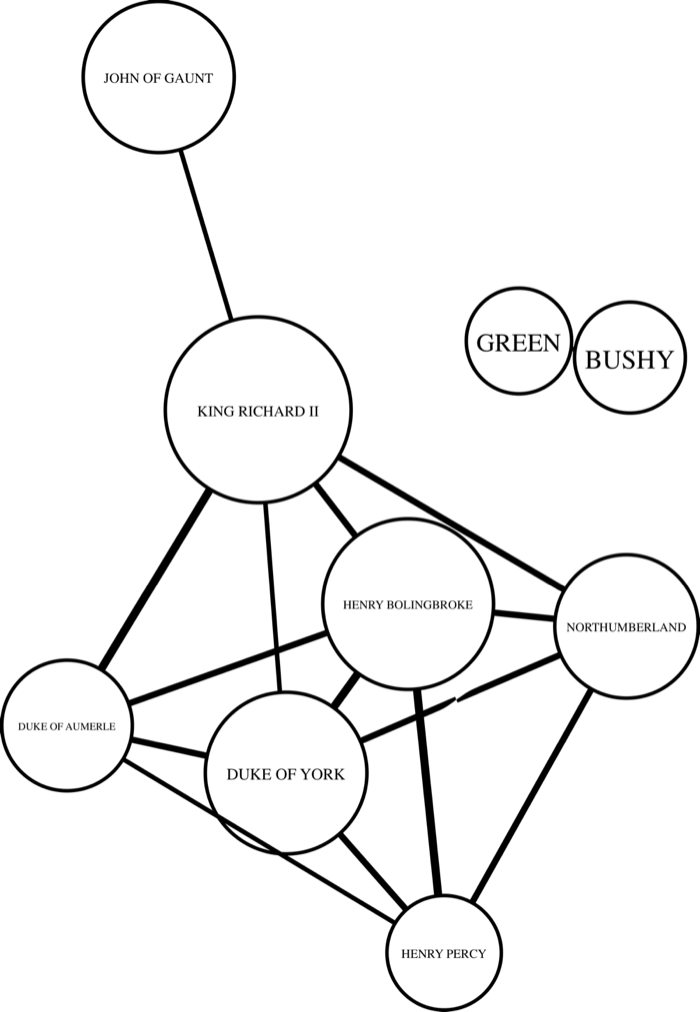 JOHN OF GAUNT
GREEN
BUSHY
KING RICHARD II
HENRY BOLINGBROKE
NORTHUMBERLAND
DUKE OF AUMERLE
DUKE OF YORK
HENRY PERCY